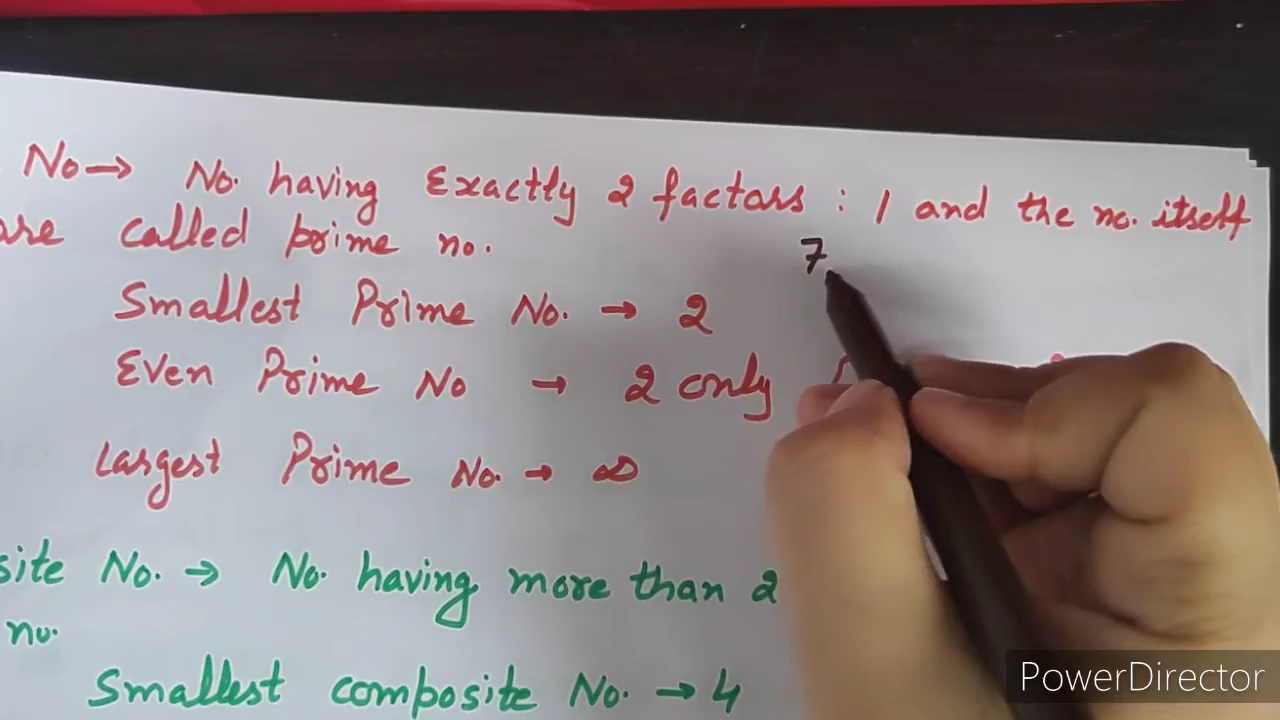 No→ No. having Exactly 2 factors : 1 and the no. itself
are called prime no.
7
Smallest Prime No. → 2
Even Prime No → 2 only
Largest Prime No. → ∞
site No. → No. having more than 2
no.
Smallest composite No. → 4
PowerDirector